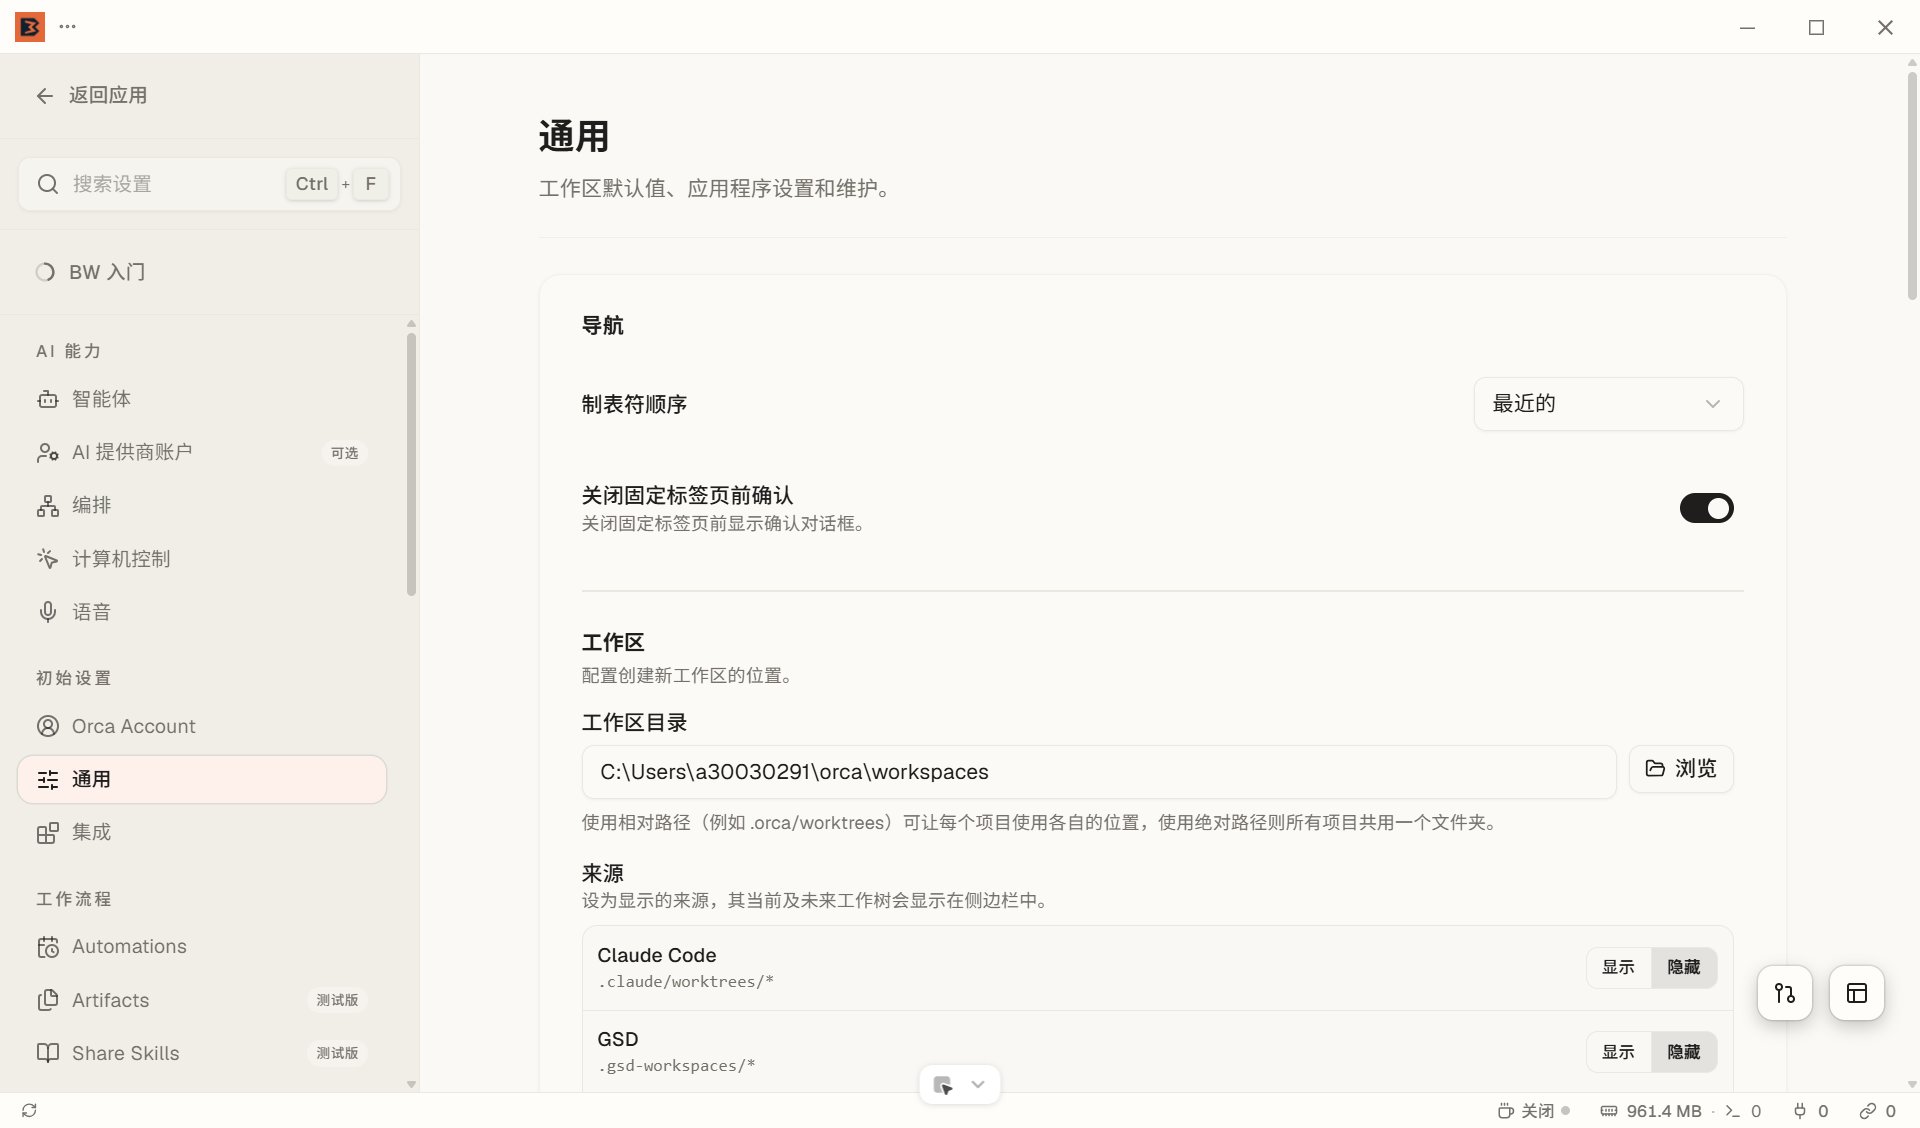 返回应用
搜索设置 Ctrl + F
BW 入门
AI 能力
智能体
AI 提供商账户 可选
编排
计算机控制
语音
初始设置
Orca Account
通用
集成
工作流程
Automations
Artifacts 测试版
Share Skills 测试版
通用
工作区默认值、应用程序设置和维护。
导航
制表符顺序 最近的
关闭固定标签页前确认
关闭固定标签页前显示确认对话框。
工作区
配置创建新工作区的位置。
工作区目录
C:\Users\a30030291\orca\workspaces 浏览
使用相对路径（例如 .orca/worktrees）可让每个项目使用各自的位置，使用绝对路径则所有项目共用一个文件夹。
来源
设为显示的来源，其当前及未来工作树会显示在侧边栏中。
Claude Code 显示 隐藏
.claude/worktrees/*
GSD 显示 隐藏
.gsd-workspaces/*
关闭 961.4 MB · 0 0 0